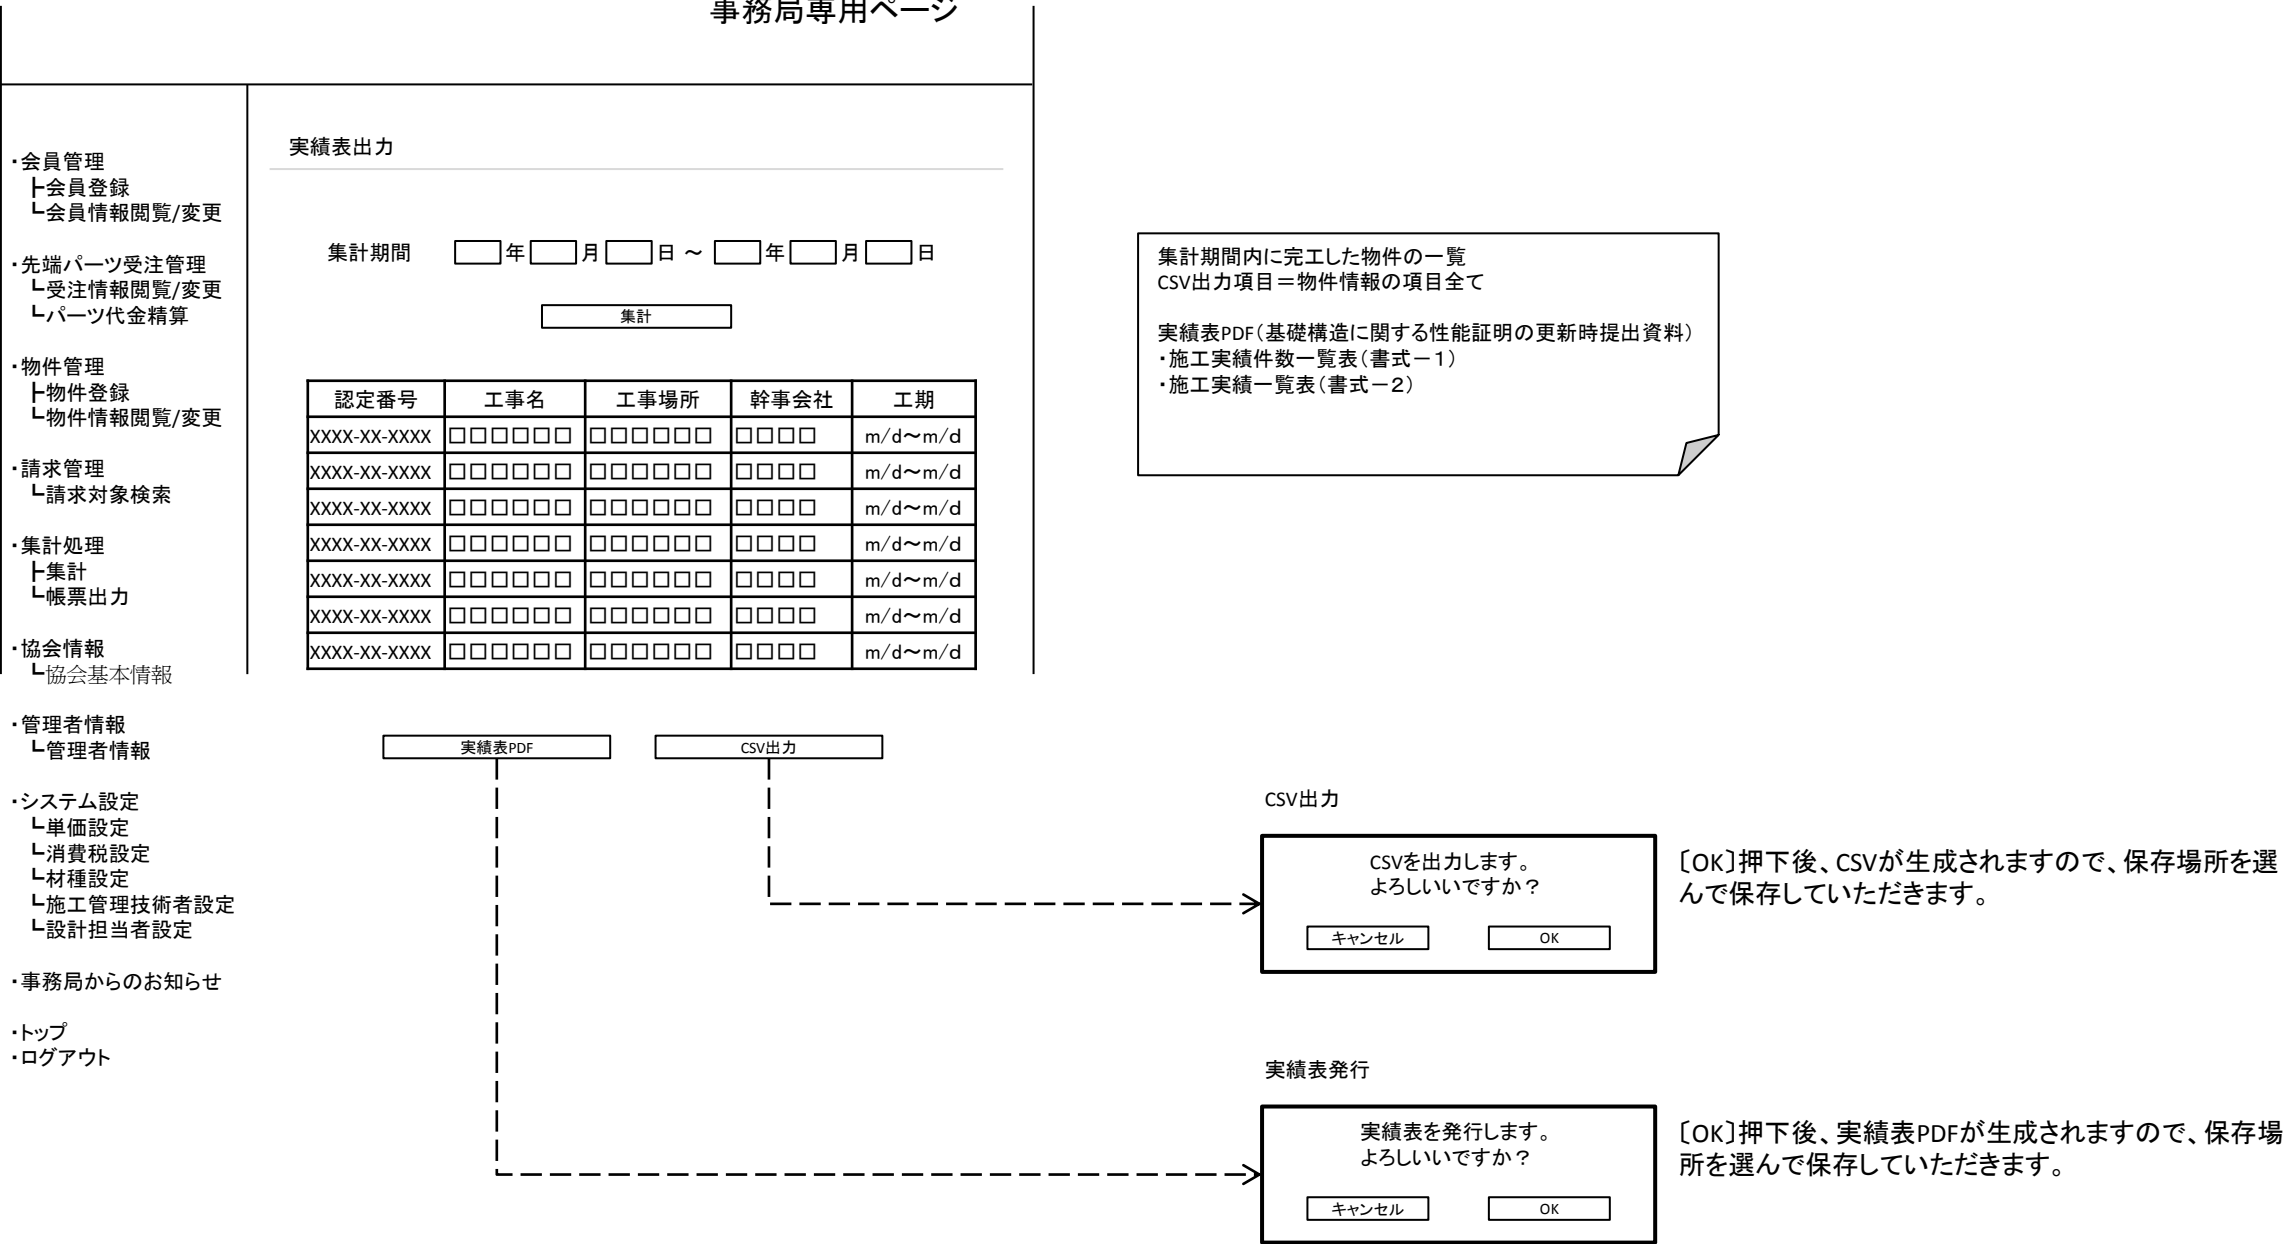 事務局専用ページ
・会員管理
┣会員登録
┗会員情報閲覧/変更
・先端パーツ受注管理
┗受注情報閲覧/変更
┗パーツ代金精算
・物件管理
┣物件登録
┗物件情報閲覧/変更
・請求管理
┗請求対象検索
・集計処理
┣集計
┗帳票出力
・協会情報
┗協会基本情報
・管理者情報
┗管理者情報
・システム設定
┗単価設定
┗消費税設定
┗材種設定
┗施工管理技術者設定
┗設計担当者設定
・事務局からのお知らせ
・トップ
・ログアウト
実績表出力
集計期間 年 月 日 ～ 年 月 日
集計
認定番号 工事名 工事場所 幹事会社 工期
XXXX-XX-XXXX □□□□□□ □□□□□□ □□□□ m/d～m/d
XXXX-XX-XXXX □□□□□□ □□□□□□ □□□□ m/d～m/d
XXXX-XX-XXXX □□□□□□ □□□□□□ □□□□ m/d～m/d
XXXX-XX-XXXX □□□□□□ □□□□□□ □□□□ m/d～m/d
XXXX-XX-XXXX □□□□□□ □□□□□□ □□□□ m/d～m/d
XXXX-XX-XXXX □□□□□□ □□□□□□ □□□□ m/d～m/d
XXXX-XX-XXXX □□□□□□ □□□□□□ □□□□ m/d～m/d
実績表PDF CSV出力
集計期間内に完工した物件の一覧
CSV出力項目＝物件情報の項目全て
実績表PDF（基礎構造に関する性能証明の更新時提出資料）
・施工実績件数一覧表（書式－１）
・施工実績一覧表（書式－２）
CSV出力
CSVを出力します。
よろしいいですか？
キャンセル OK
〔OK〕押下後、CSVが生成されますので、保存場所を選
んで保存していただきます。
実績表発行
実績表を発行します。
よろしいいですか？
キャンセル OK
〔OK〕押下後、実績表PDFが生成されますので、保存場
所を選んで保存していただきます。